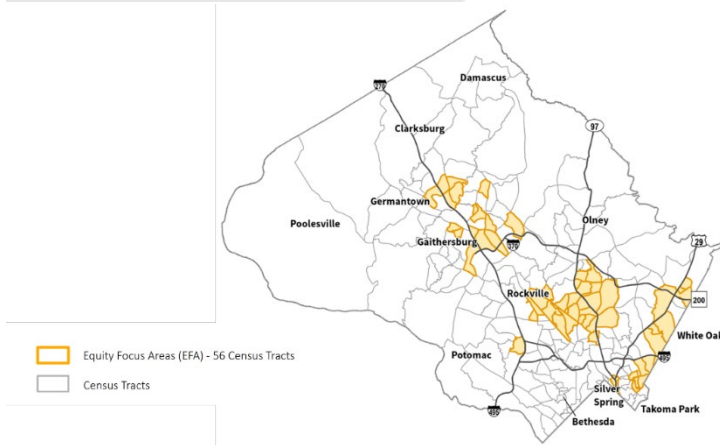 270
Damascus
97
Clarksburg
Germantown
Poolesville
Olney
Gaithersburg
370
29
Rockville
200
White Oa
495
Equity Focus Areas (EFA) - 56 Census Tracts
Potomac
Census Tracts
Silver
Spring
Takoma Park
495
Bethesda